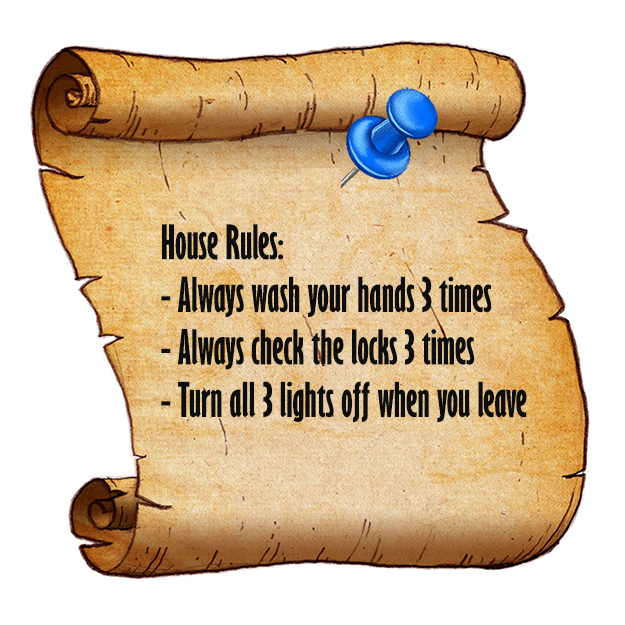 House Rules:
- Always wash your hands 3 times
- Always check the locks 3 times
- Turn all 3 lights off when you leave